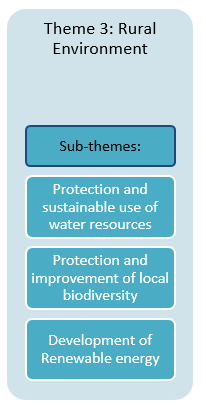 Theme 3: Rural
Environment
Sub-themes:
Protection and
sustainable use of
water resources
Protection and
improvement of local
biodiversity
Development of
Renewable energy